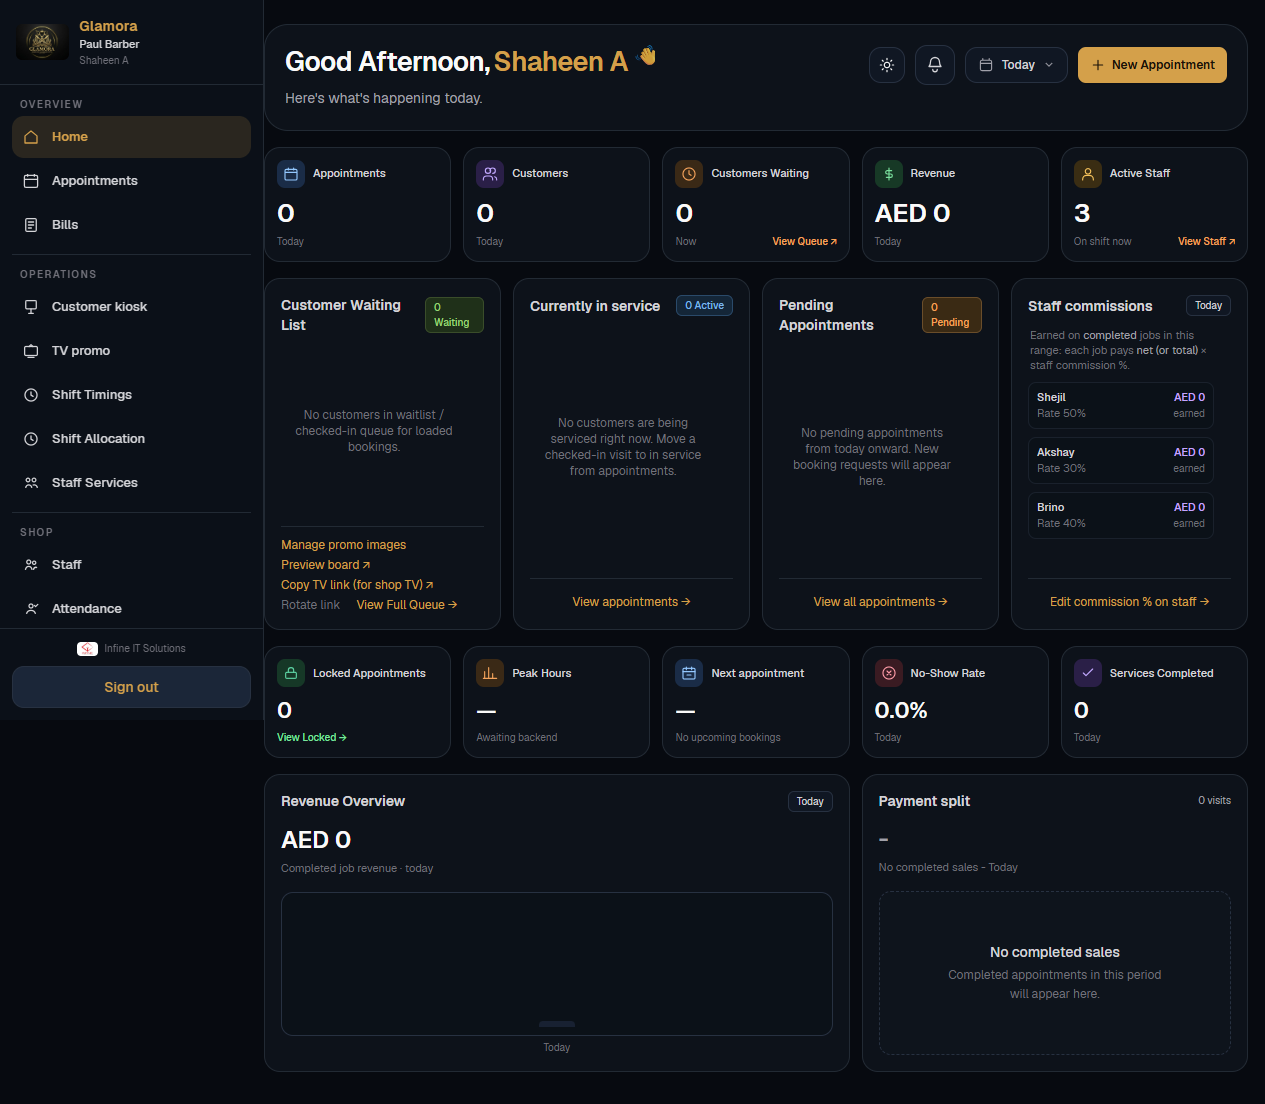 Glamora
Paul Barber
Shaheen A
OVERVIEW
Home
Appointments
Bills
OPERATIONS
Customer kiosk
TV promo
Shift Timings
Shift Allocation
Staff Services
SHOP
Staff
Attendance
Infine IT Solutions
Sign out
Good Afternoon, Shaheen A 👋
Here's what's happening today.
Today
+ New Appointment
Appointments
0
Today
Customers
0
Today
Customers Waiting
0
Now
View Queue ↗
Revenue
AED 0
Today
Active Staff
3
On shift now
View Staff ↗
Customer Waiting
List
0
Waiting
No customers in waitlist /
checked-in queue for loaded
bookings.
Manage promo images
Preview board ↗
Copy TV link (for shop TV) ↗
Rotate link View Full Queue →
Currently in service
0 Active
No customers are being
serviced right now. Move a
checked-in visit to in service
from appointments.
View appointments →
Pending
Appointments
0
Pending
No pending appointments
from today onward. New
booking requests will appear
here.
View all appointments →
Staff commissions
Today
Earned on completed jobs in this
range: each job pays net (or total) ×
staff commission %.
Shejil AED 0
Rate 50% earned
Akshay AED 0
Rate 30% earned
Brino AED 0
Rate 40% earned
Edit commission % on staff →
Locked Appointments
0
View Locked →
Peak Hours
—
Awaiting backend
Next appointment
—
No upcoming bookings
No-Show Rate
0.0%
Today
Services Completed
0
Today
Revenue Overview
Today
AED 0
Completed job revenue · today
Today
Payment split
0 visits
–
No completed sales - Today
No completed sales
Completed appointments in this period
will appear here.